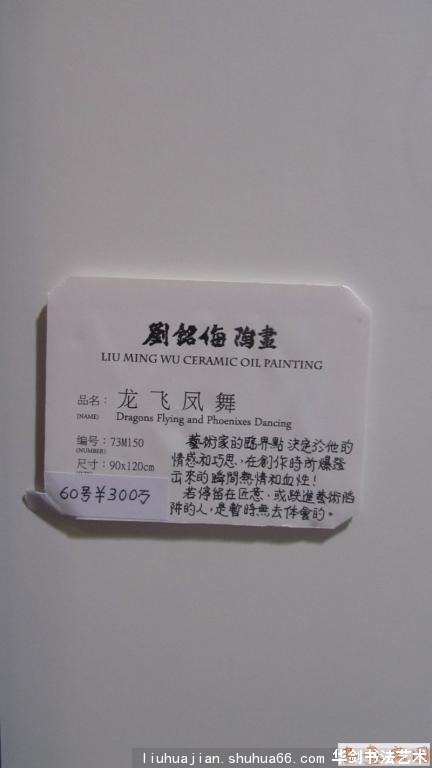 劉銘侮陶畫
LIU MING WU CERAMIC OIL PAINTING
品名：龙飞凤舞
(NAME) Dragons Flying and Phoenixes Dancing
编号：73M150
(NUMBER)
尺寸：90x120cm
60号￥300万
藝術家的臨界點決定於他的
情感和巧思，在創作時所爆發
出來的瞬間熱情和血性！
若停留在匠意，或跌進藝術陷
阱的人，是暫時無去体會的。
liuhuajian.shuhua66.com 华剑书法艺术